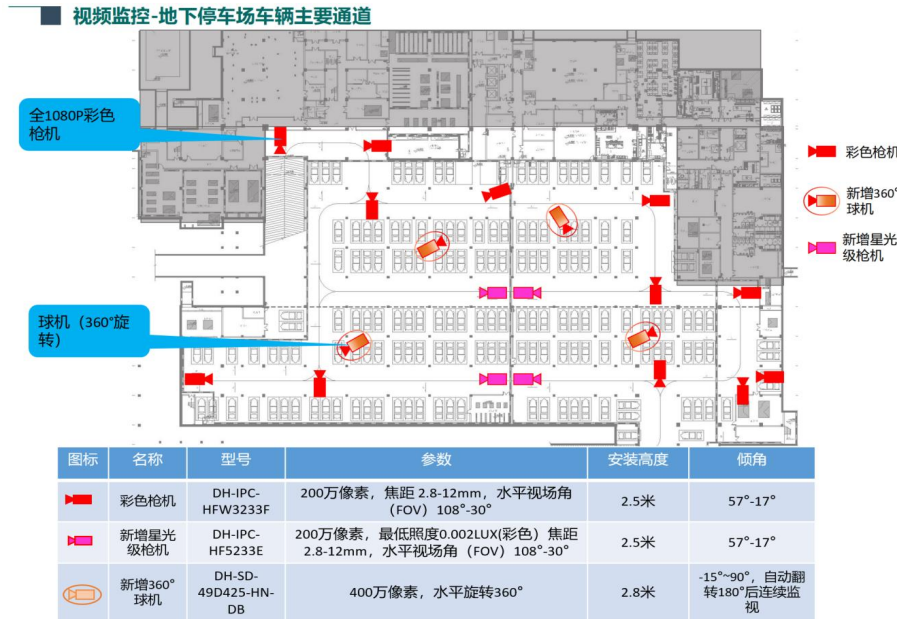 视频监控-地下停车场车辆主要通道
全1080P彩色
枪机
彩色枪机
新增360°
球机
新增星光
级枪机
球机（360°旋
转）
图标 名称 型号 参数 安装高度 倾角
彩色枪机 DH-IPC-
HFW3233F 200万像素，焦距 2.8-12mm，水平视场角
（FOV）108°-30° 2.5米 57°-17°
新增星光
级枪机 DH-IPC-
HF5233E 200万像素，最低照度0.002LUX(彩色）焦距
2.8-12mm，水平视场角（FOV）108°-30° 2.5米 57°-17°
新增360°
球机 DH-SD-
49D425-HN-
DB 400万像素，水平旋转360° 2.8米 -15°~90°，自动翻
转180°后连续监
视